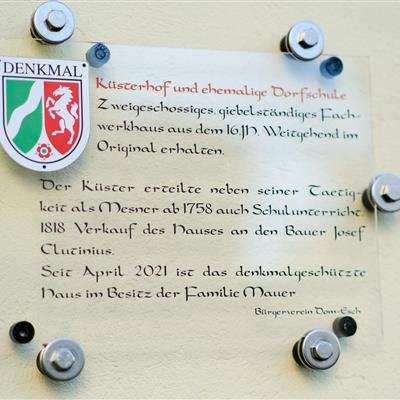 DENKMAL
Küsterhof und ehemalige Dorfschule
Zweigeschossiges, giebelständiges Fach-
werkhaus aus dem 16.JH. Weitgehend im
Original erhalten.
Der Küster erteilte neben seiner Taetig-
keit als Mesner ab 1758 auch Schulunterricht.
1818 Verkauf des Hauses an den Bauer Josef
Clutinius.
Seit April 2021 ist das denkmalgeschützte
Haus im Besitz der Familie Mauer
Bürgerverein Dom-Esch